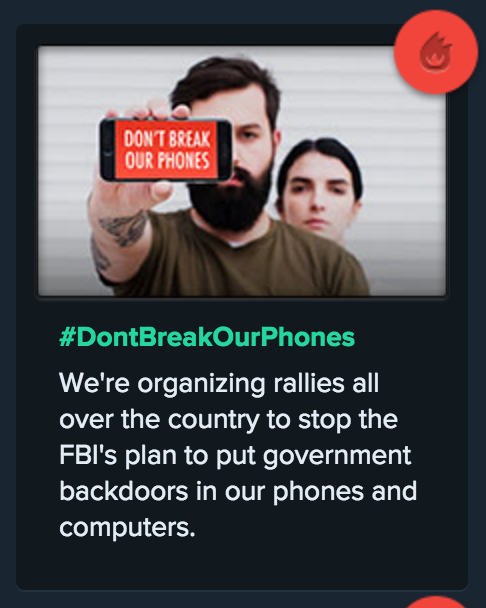 DON'T BREAK
OUR PHONES
#DontBreakOurPhones
We're organizing rallies all
over the country to stop the
FBI's plan to put government
backdoors in our phones and
computers.